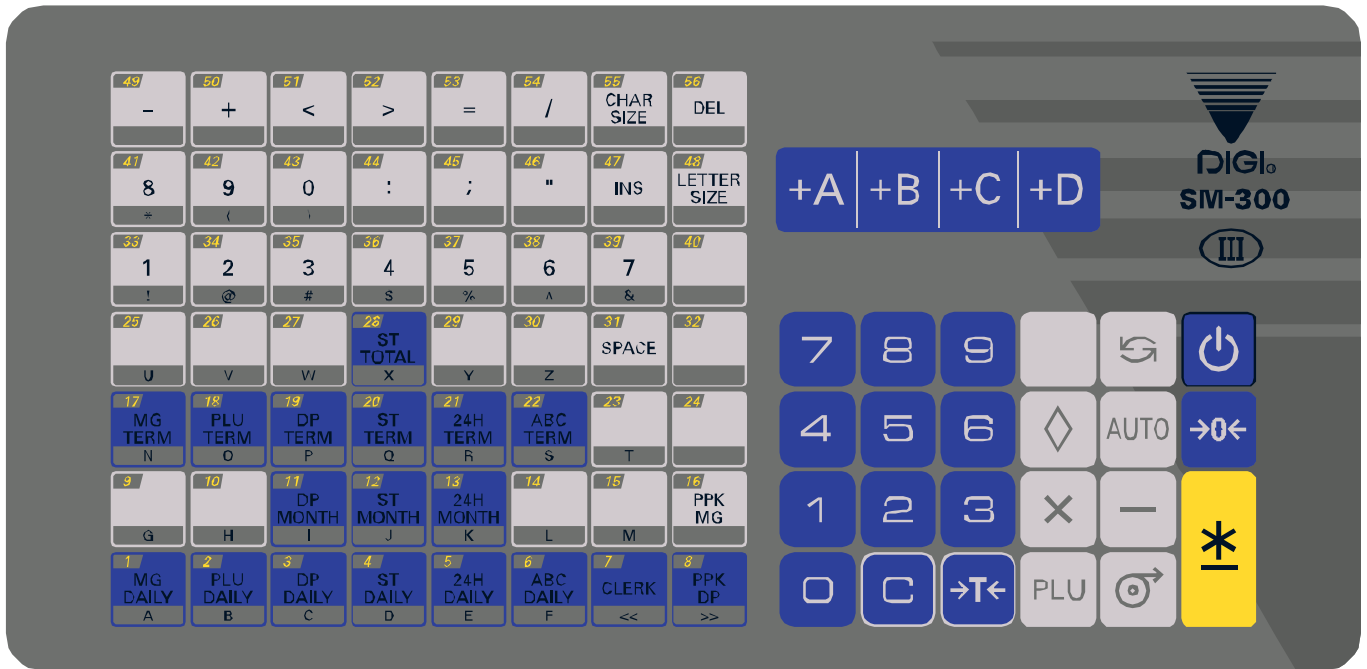 49 50 51 52 53 54 55 56
- + < > = / CHAR SIZE DEL
41 42 43 44 45 46 47 48
8 9 0 : ; " INS LETTER SIZE
* ( )
33 34 35 36 37 38 39 40
1 2 3 4 5 6 7
! @ # $ % ^ &
25 26 27 28 29 30 31 32
ST TOTAL SPACE
U V W X Y Z
17 18 19 20 21 22 23 24
MG TERM PLU TERM DP TERM ST TERM 24H TERM ABC TERM
N O P Q R S T
9 10 11 12 13 14 15 16
DP MONTH ST MONTH 24H MONTH PPK MG
G H I J K L M
1 2 3 4 5 6 7 8
MG DAILY PLU DAILY DP DAILY ST DAILY 24H DAILY ABC DAILY CLERK PPK DP
A B C D E F << >>
+A +B +C +D
DIGI®
SM-300
III
7 8 9
4 5 6 ◊ AUTO →0←
1 2 3 × − *
0 C →T← PLU